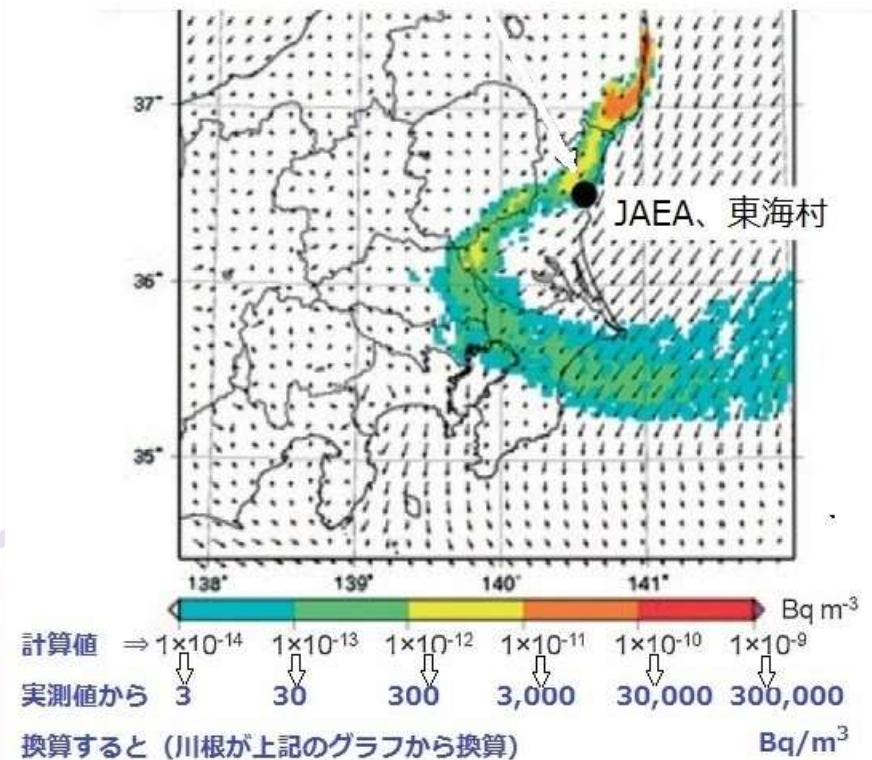 37°
JAEA、東海村
36°
35°
138° 139° 140° 141°
Bq m-3
計算値 ⇒ 1×10-14 1×10-13 1×10-12 1×10-11 1×10-10 1×10-9
実測値から 3 30 300 3,000 30,000 300,000
換算すると（川根が上記のグラフから換算） Bq/m3